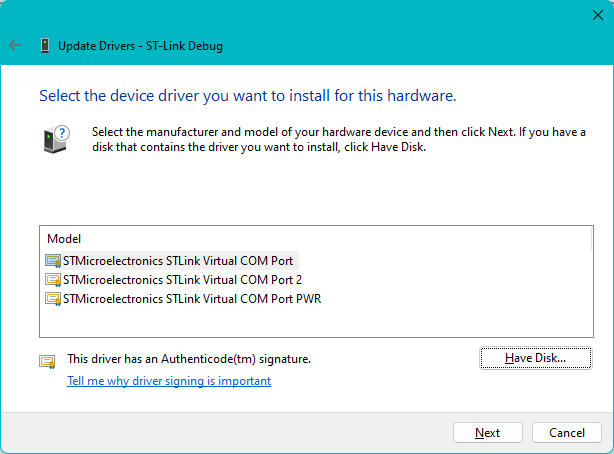 Update Drivers - ST-Link Debug
Select the device driver you want to install for this hardware.
Select the manufacturer and model of your hardware device and then click Next. If you have a
disk that contains the driver you want to install, click Have Disk.
Model
STMicroelectronics STLink Virtual COM Port
STMicroelectronics STLink Virtual COM Port 2
STMicroelectronics STLink Virtual COM Port PWR
This driver has an Authenticode(tm) signature.
Have Disk...
Tell me why driver signing is important
Next
Cancel